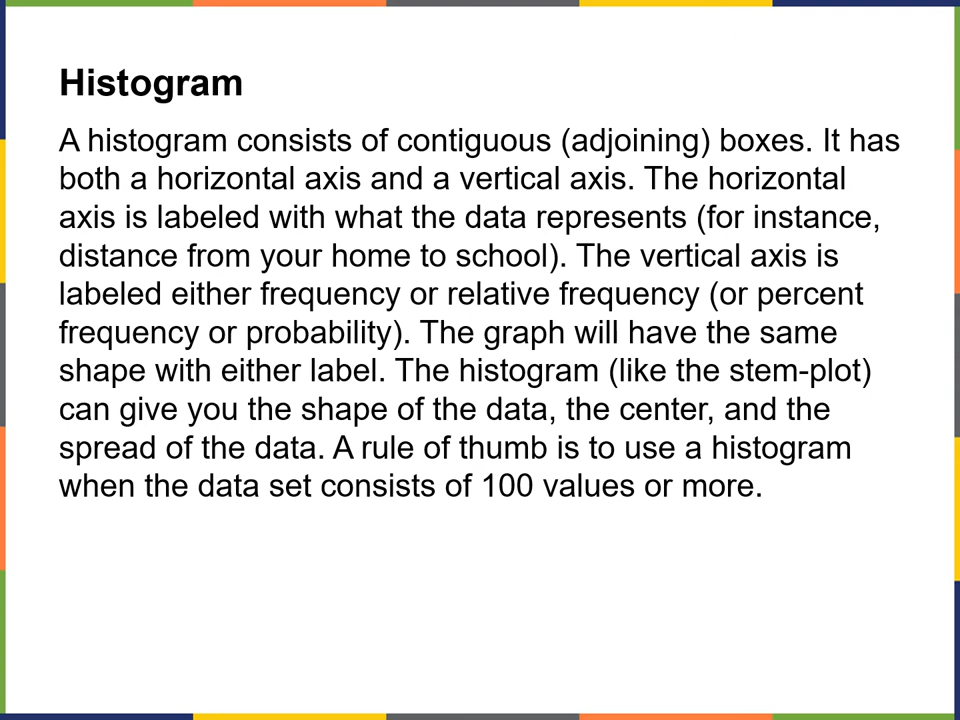 Histogram
A histogram consists of contiguous (adjoining) boxes. It has
both a horizontal axis and a vertical axis. The horizontal
axis is labeled with what the data represents (for instance,
distance from your home to school). The vertical axis is
labeled either frequency or relative frequency (or percent
frequency or probability). The graph will have the same
shape with either label. The histogram (like the stem-plot)
can give you the shape of the data, the center, and the
spread of the data. A rule of thumb is to use a histogram
when the data set consists of 100 values or more.